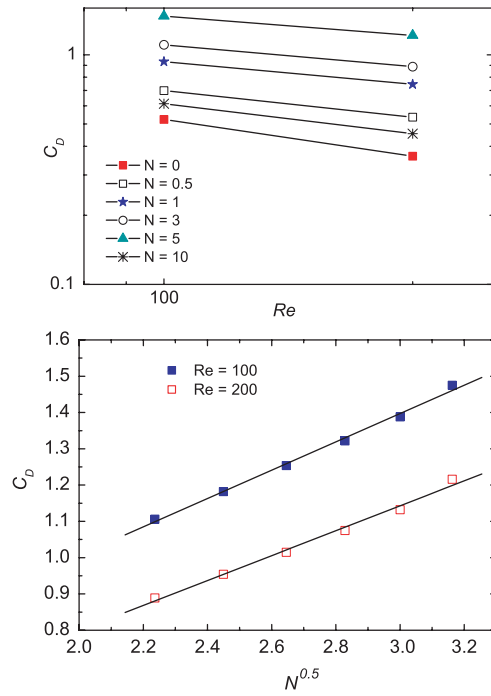 1
C_D
N = 0
N = 0.5
N = 1
N = 3
N = 5
N = 10
0.1
100
Re
1.6
1.5
1.4
1.3
1.2
1.1
1.0
0.9
0.8
C_D
Re = 100
Re = 200
2.0 2.2 2.4 2.6 2.8 3.0 3.2
N^0.5